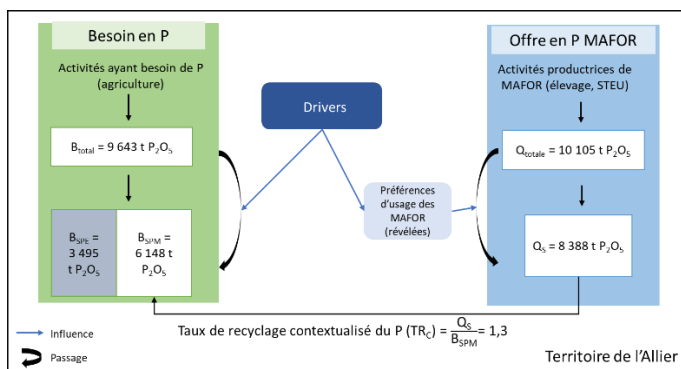 Besoin en P
Activités ayant besoin de P
(agriculture)
B_total = 9 643 t P₂O₅
B_SPE =
3 495
t P₂O₅
B_SPM =
6 148 t
P₂O₅
Drivers
Préférences
d'usage des
MAFOR
(révélées)
Offre en P MAFOR
Activités productrices de
MAFOR (élevage, STEU)
Q_totale = 10 105 t P₂O₅
Q_S = 8 388 t P₂O₅
Influence
Passage
Taux de recyclage contextualisé du P (TR_C) = Q_S / B_SPM = 1,3
Territoire de l'Allier